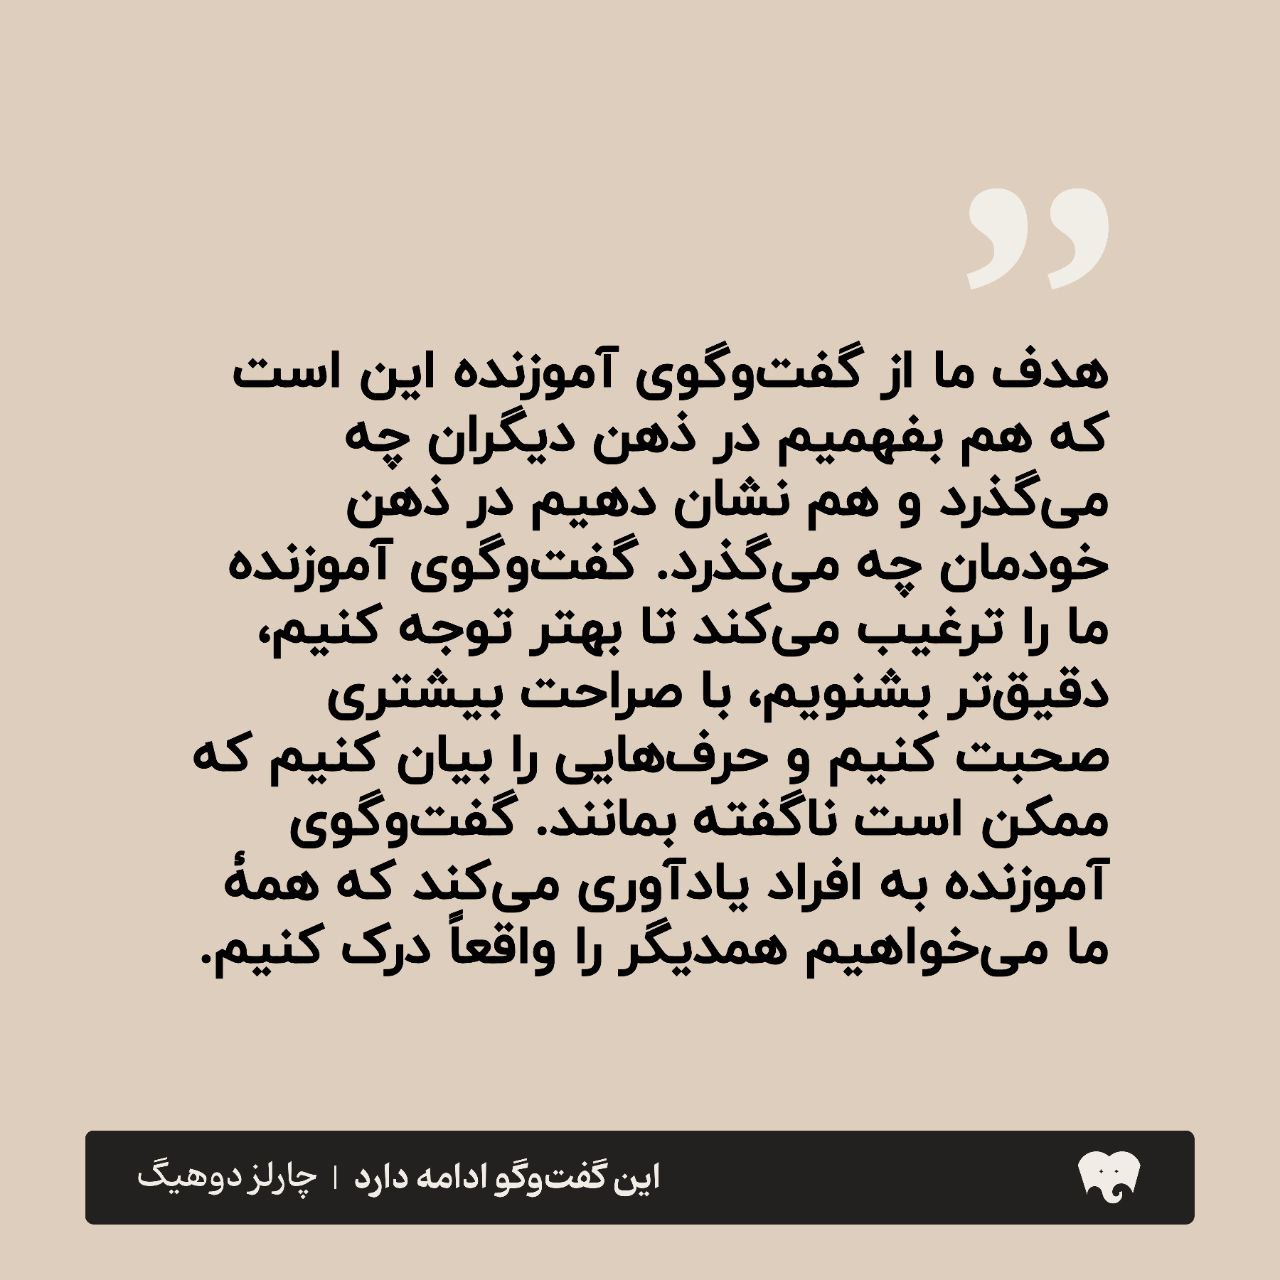 هدف ما از گفت‌وگوی آموزنده این است
که هم بفهمیم در ذهن دیگران چه
می‌گذرد و هم نشان دهیم در ذهن
خودمان چه می‌گذرد. گفت‌وگوی آموزنده
ما را ترغیب می‌کند تا بهتر توجه کنیم،
دقیق‌تر بشنویم، با صراحت بیشتری
صحبت کنیم و حرف‌هایی را بیان کنیم که
ممکن است ناگفته بمانند. گفت‌وگوی
آموزنده به افراد یادآوری می‌کند که همهٔ
ما می‌خواهیم همدیگر را واقعاً درک کنیم.
این گفت‌وگو ادامه دارد | چارلز دوهیگ